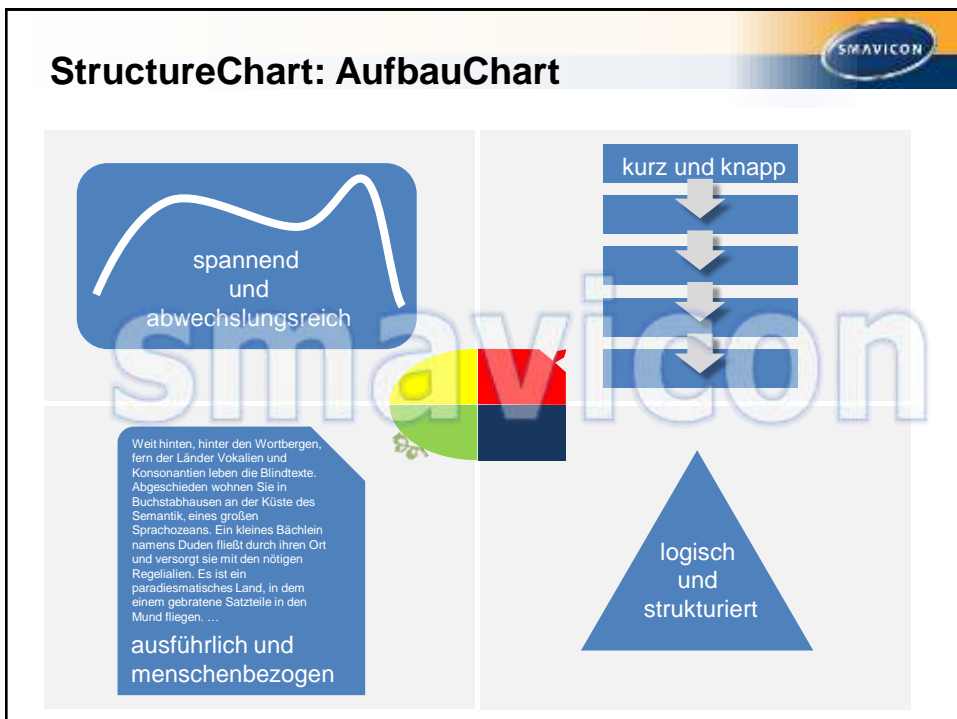 SMAVICON
StructureChart: AufbauChart
spannend
und
abwechslungsreich
kurz und knapp
smavicon
Weit hinten, hinter den Wortbergen,
fern der Länder Vokalien und
Konsonantien leben die Blindtexte.
Abgeschieden wohnen Sie in
Buchstabhausen an der Küste des
Semantik, eines großen
Sprachozeans. Ein kleines Bächlein
namens Duden fließt durch ihren Ort
und versorgt sie mit den nötigen
Regelialien. Es ist ein
paradiesmatisches Land, in dem
einem gebratene Satzteile in den
Mund fliegen. …
ausführlich und
menschenbezogen
logisch
und
strukturiert